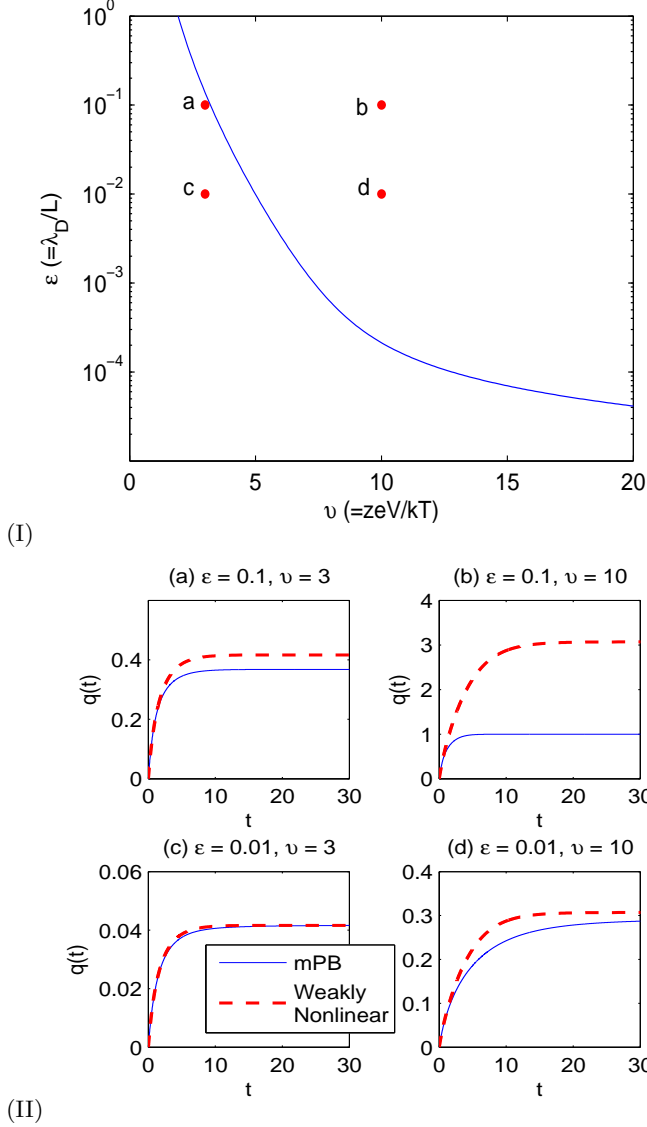 10^0
10^-1
10^-2
10^-3
10^-4
ε (=λ_D/L)
a
b
c
d
0 5 10 15 20
υ (=zeV/kT)
(I)
(a) ε = 0.1, υ = 3
0.4
0.2
0
q(t)
0 10 20 30
t
(b) ε = 0.1, υ = 10
4
3
2
1
0
q(t)
0 10 20 30
t
(c) ε = 0.01, υ = 3
0.06
0.04
0.02
0
q(t)
0 10 20 30
t
mPB
Weakly
Nonlinear
(d) ε = 0.01, υ = 10
0.4
0.3
0.2
0.1
0
q(t)
0 10 20 30
t
(II)